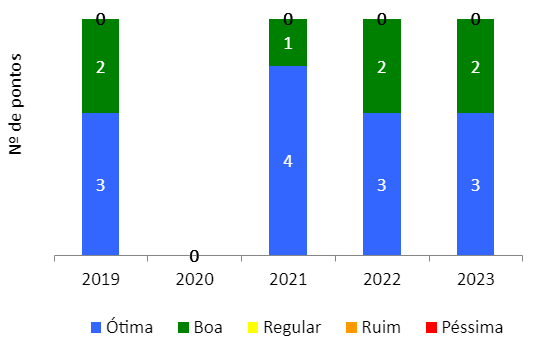 0 0 0 0
2 1 2 2
Nº de pontos
3 4 3 3
0
2019 2020 2021 2022 2023
Ótima Boa Regular Ruim Péssima